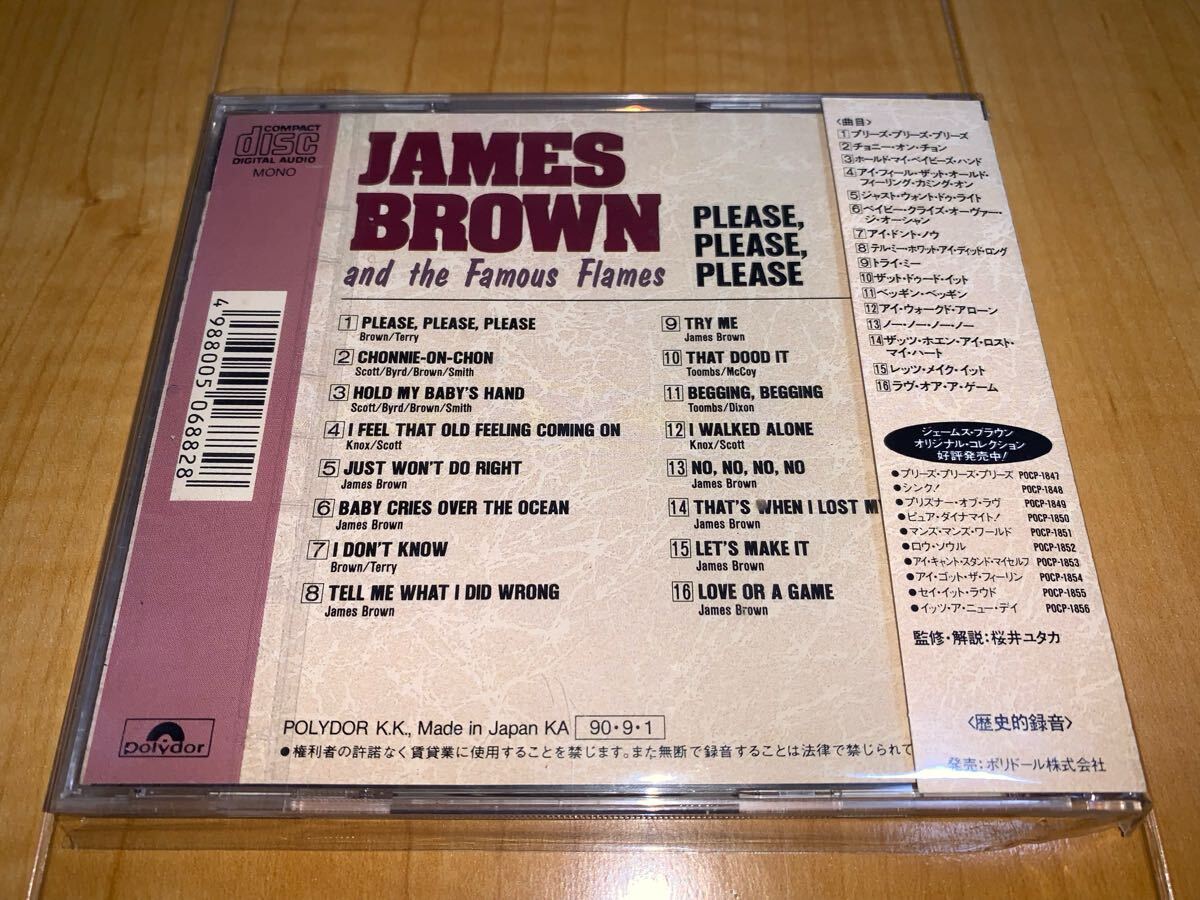 COMPACT
disc
DIGITAL AUDIO
MONO
4 988005 068828
polydor
JAMES
BROWN
and the Famous Flames
PLEASE,
PLEASE,
PLEASE
1 PLEASE, PLEASE, PLEASE
Brown/Terry
2 CHONNIE-ON-CHON
Scott/Byrd/Brown/Smith
3 HOLD MY BABY'S HAND
Scott/Byrd/Brown/Smith
4 I FEEL THAT OLD FEELING COMING ON
Knox/Scott
5 JUST WON'T DO RIGHT
James Brown
6 BABY CRIES OVER THE OCEAN
James Brown
7 I DON'T KNOW
Brown/Terry
8 TELL ME WHAT I DID WRONG
James Brown
9 TRY ME
James Brown
10 THAT DOOD IT
Toombs/McCoy
11 BEGGING, BEGGING
Toombs/Dixon
12 I WALKED ALONE
Knox/Scott
13 NO, NO, NO, NO
James Brown
14 THAT'S WHEN I LOST M
James Brown
15 LET'S MAKE IT
James Brown
16 LOVE OR A GAME
James Brown
POLYDOR K.K., Made in Japan KA 90・9・1
●権利者の許諾なく賃貸業に使用することを禁じます。また無断で録音することは法律で禁じられて
〈曲目〉
1 プリーズ・プリーズ・プリーズ
2 チョニー・オン・チョン
3 ホールド・マイ・ベイビーズ・ハンド
4 アイ・フィール・ザット・オールド・
フィーリング・カミング・オン
5 ジャスト・ウォント・ドゥ・ライト
6 ベイビー・クライズ・オーヴァー・
ジ・オーシャン
7 アイ・ドント・ノウ
8 テル・ミー・ホワット・アイ・ディッド・ロング
9 トライ・ミー
10 ザット・ドゥード・イット
11 ベッギン・ベッギン
12 アイ・ウォークド・アローン
13 ノー・ノー・ノー・ノー
14 ザッツ・ホエン・アイ・ロスト・
マイ・ハート
15 レッツ・メイク・イット
16 ラヴ・オア・ア・ゲーム
ジェームス・ブラウン
オリジナル・コレクション
好評発売中!
●プリーズ・プリーズ・プリーズ POCP-1847
●シンク! POCP-1848
●プリズナー・オブ・ラヴ POCP-1849
●ピュア・ダイナマイト! POCP-1850
●マンズ・マンズ・ワールド POCP-1851
●ロウ・ソウル POCP-1852
●アイ・キャント・スタンド・マイセルフ POCP-1853
●アイ・ゴット・ザ・フィーリン POCP-1854
●セイ・イット・ラウド POCP-1855
●イッツ・ア・ニュー・デイ POCP-1856
監修・解説:桜井ユタカ
〈歴史的録音〉
発売:ポリドール株式会社